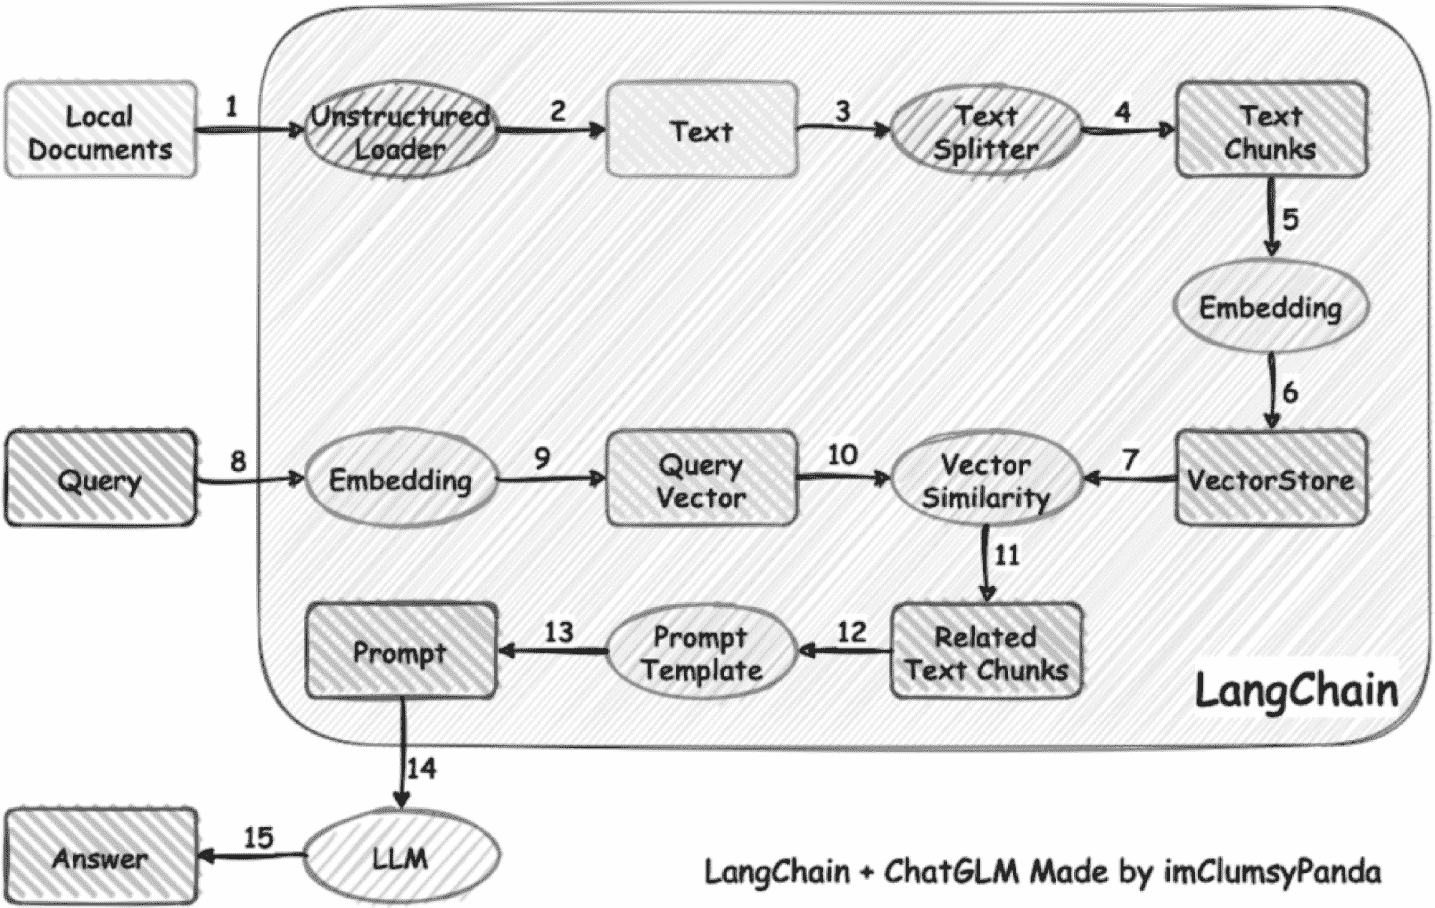 Local
Documents
1
Unstructured
Loader
2
Text
3
Text
Splitter
4
Text
Chunks
5
Embedding
6
Query
8
Embedding
9
Query
Vector
10
Vector
Similarity
7
VectorStore
11
Prompt
13
Prompt
Template
12
Related
Text Chunks
LangChain
14
Answer
15
LLM
LangChain + ChatGLM Made by imClumsyPanda